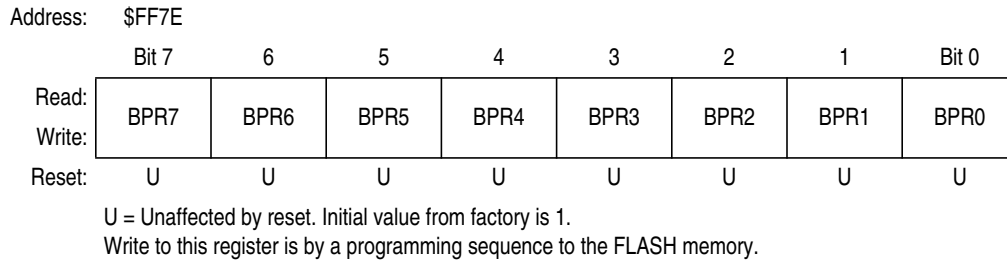 Address: $FF7E
Bit 7 6 5 4 3 2 1 Bit 0
Read:
BPR7 BPR6 BPR5 BPR4 BPR3 BPR2 BPR1 BPR0
Write:
Reset: U U U U U U U U
U = Unaffected by reset. Initial value from factory is 1.
Write to this register is by a programming sequence to the FLASH memory.